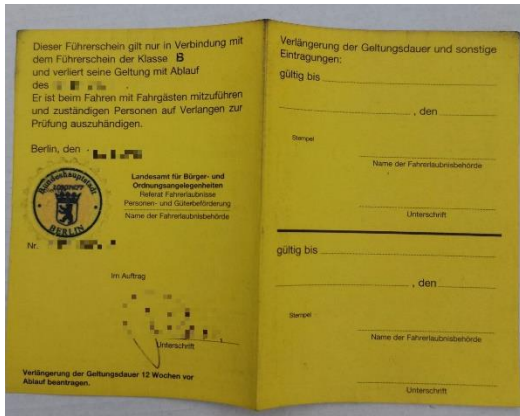 Dieser Führerschein gilt nur in Verbindung mit
dem Führerschein der Klasse B
und verliert seine Geltung mit Ablauf
des
Er ist beim Fahren mit Fahrgästen mitzuführen
und zuständigen Personen auf Verlangen zur
Prüfung auszuhändigen.
Berlin, den
Bundeshauptstadt
BERLIN
Landesamt für Bürger- und
Ordnungsangelegenheiten
Referat Fahrerlaubnisse
Personen- und Güterbeförderung
Name der Fahrerlaubnisbehörde
Nr.
Im Auftrag
Unterschrift
Verlängerung der Geltungsdauer 12 Wochen vor
Ablauf beantragen.
Verlängerung der Geltungsdauer und sonstige
Eintragungen:
gültig bis
, den
Stempel
Name der Fahrerlaubnisbehörde
Unterschrift
gültig bis
, den
Stempel
Name der Fahrerlaubnisbehörde
Unterschrift